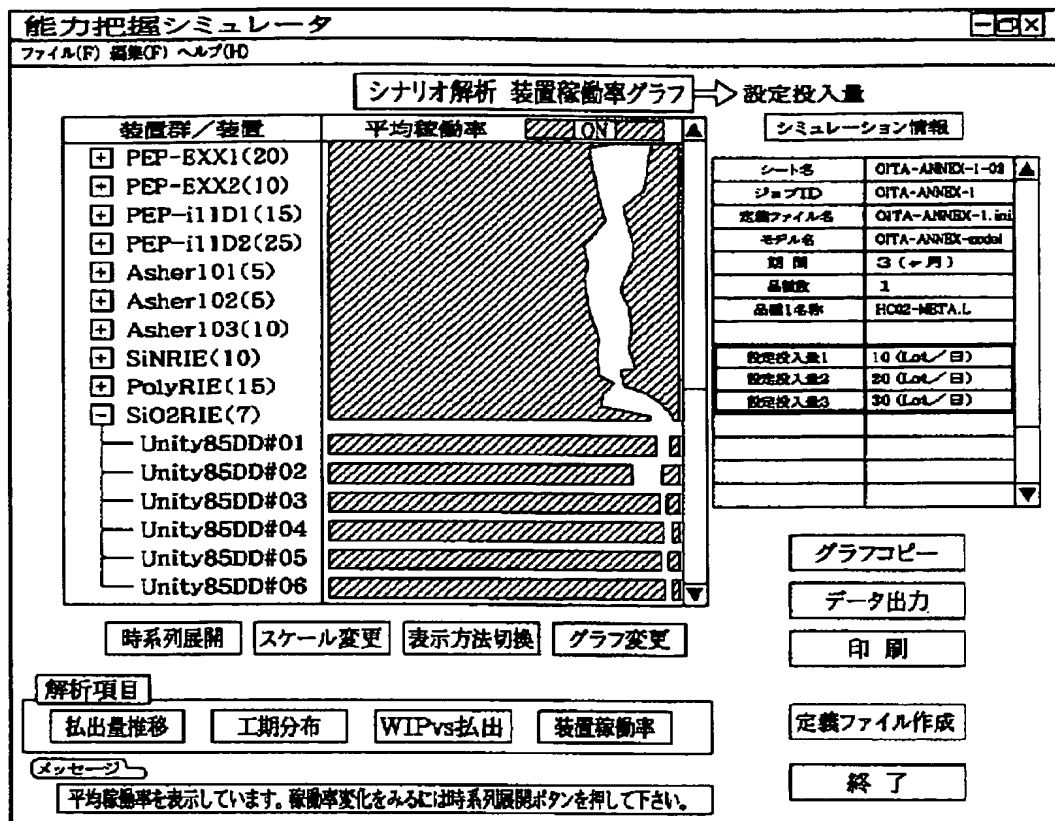 能力把握シミュレータ
ファイル(F) 編集(F) ヘルプ(H)
シナリオ解析 装置稼働率グラフ
設定投入量
装置群／装置 平均稼働率 ON
PEP-EXX1(20)
PEP-EXX2(10)
PEP-i11D1(15)
PEP-i11D2(25)
Asher101(5)
Asher102(5)
Asher103(10)
SiNRIE(10)
PolyRIE(15)
SiO2RIE(7)
Unity85DD#01
Unity85DD#02
Unity85DD#03
Unity85DD#04
Unity85DD#05
Unity85DD#06
シミュレーション情報
シート名 OITA-ANNEX-1-02
ジョブID OITA-ANNEX-1
定義ファイル名 OITA-ANNEX-1.ini
モデル名 OITA-ANNEX-model
期間 3 (ヶ月)
品種数 1
品種1名称 HC02-METAL
設定投入量1 10 (Lot／日)
設定投入量2 20 (Lot／日)
設定投入量3 30 (Lot／日)
時系列展開 スケール変更 表示方法切換 グラフ変更
グラフコピー
データ出力
印刷
定義ファイル作成
終了
解析項目
払出量推移 工期分布 WIPvs払出 装置稼働率
メッセージ
平均稼働率を表示しています。稼働率変化をみるには時系列展開ボタンを押して下さい。